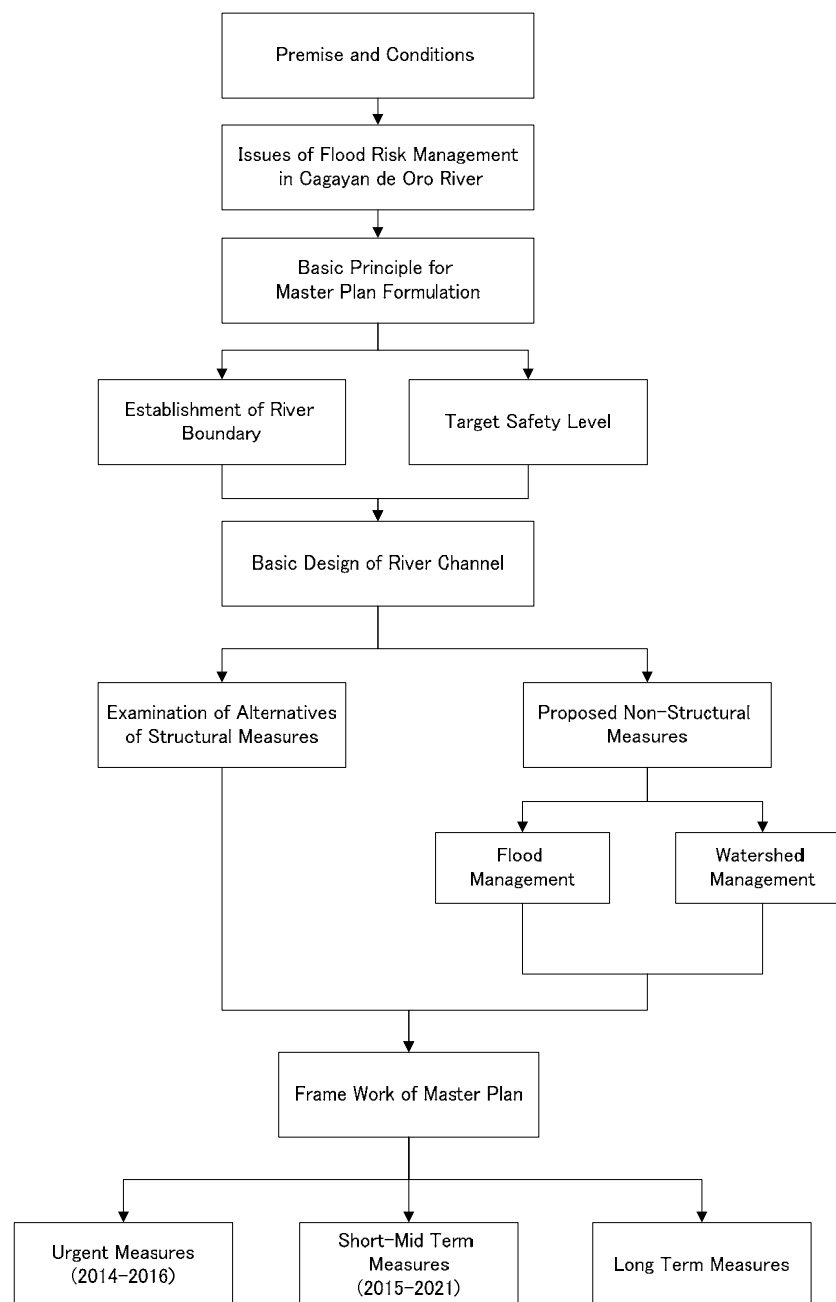 Premise and Conditions
Issues of Flood Risk Management
in Cagayan de Oro River
Basic Principle for
Master Plan Formulation
Establishment of River
Boundary
Target Safety Level
Basic Design of River Channel
Examination of Alternatives
of Structural Measures
Proposed Non-Structural
Measures
Flood
Management
Watershed
Management
Frame Work of Master Plan
Urgent Measures
(2014-2016)
Short-Mid Term
Measures
(2015-2021)
Long Term Measures